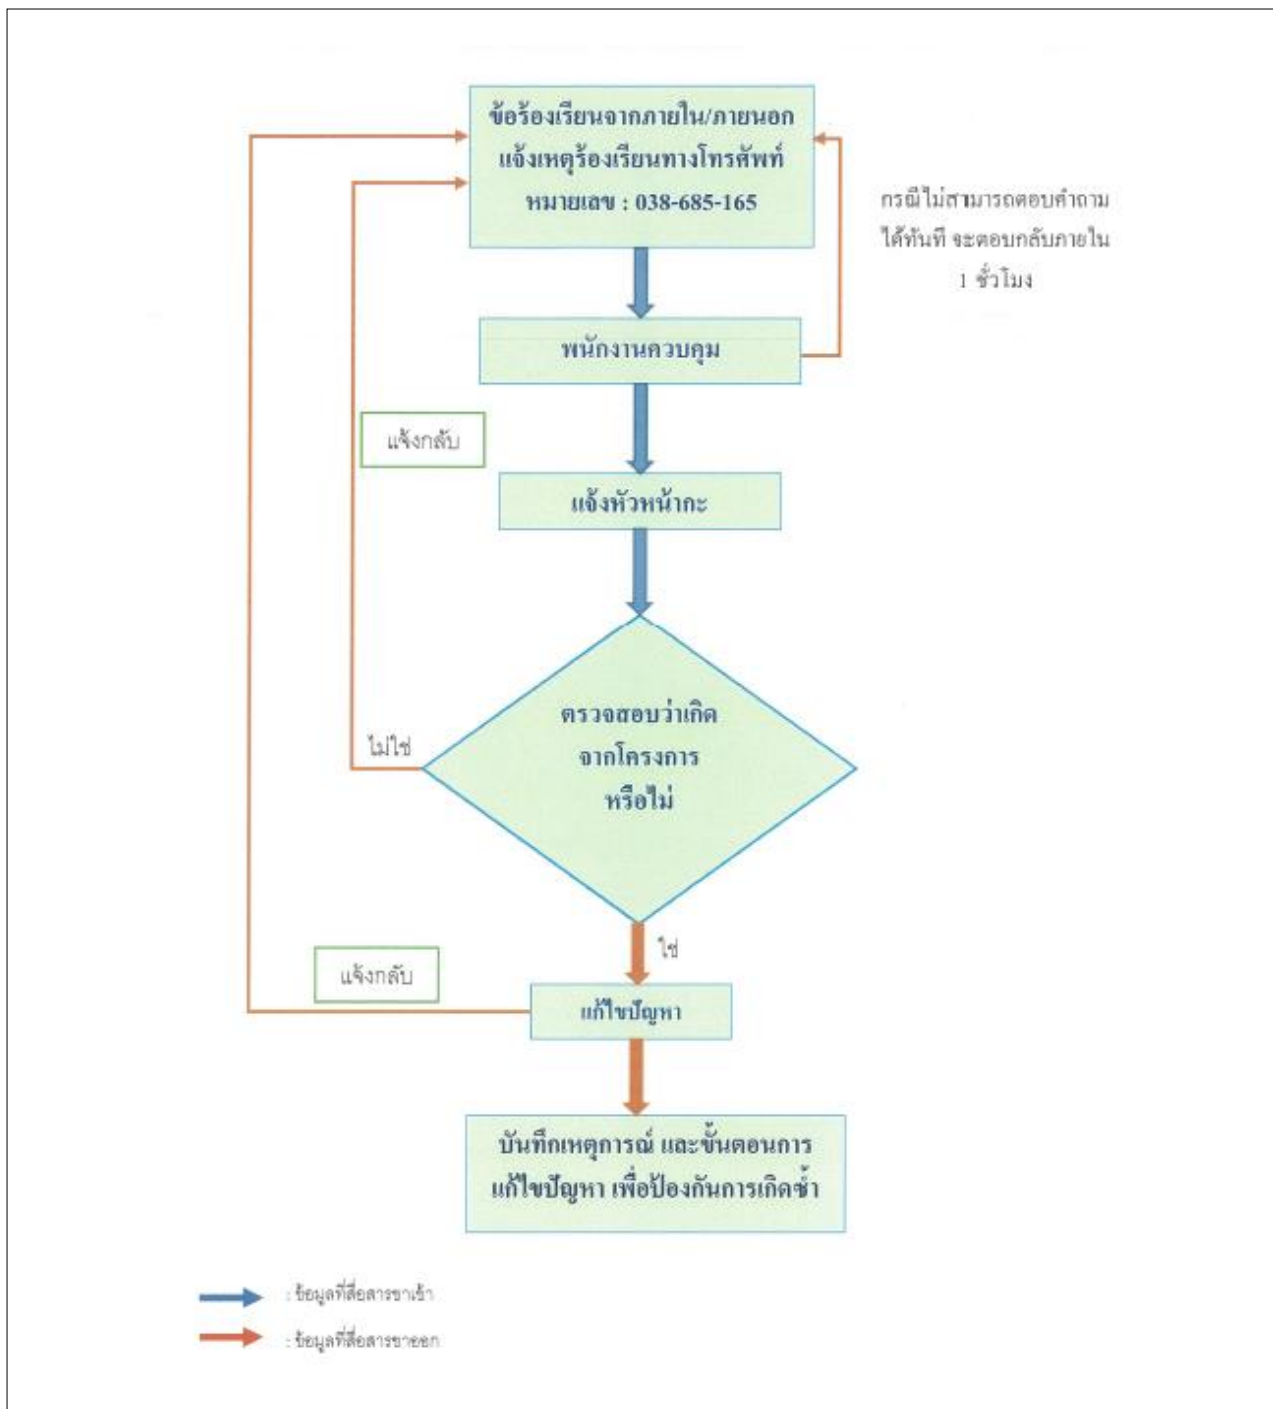 ข้อร้องเรียนจากภายใน/ภายนอก
แจ้งเหตุร้องเรียนทางโทรศัพท์
หมายเลข : 038-685-165
กรณีไม่สามารถตอบคำถาม
ได้ทันที จะตอบกลับภายใน
1 ชั่วโมง
พนักงานควบคุม
แจ้งกลับ
แจ้งหัวหน้ากะ
ตรวจสอบว่าเกิด
จากโครงการ
หรือไม่
ไม่ใช่
ใช่
แจ้งกลับ
แก้ไขปัญหา
บันทึกเหตุการณ์ และขั้นตอนการ
แก้ไขปัญหา เพื่อป้องกันการเกิดซ้ำ
: ข้อมูลที่สื่อสารขาเข้า
: ข้อมูลที่สื่อสารขาออก